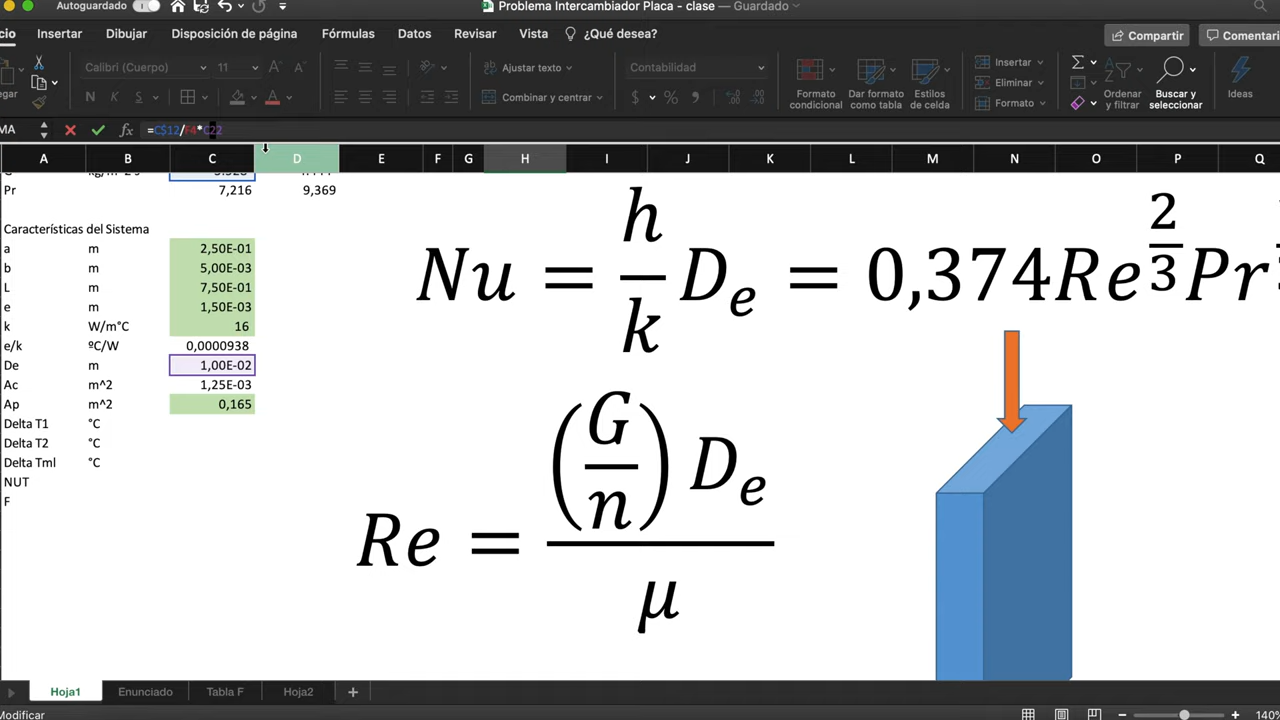 Autoguardado
Problema Intercambiador Placa - clase — Guardado
Insertar Dibujar Disposición de página Fórmulas Datos Revisar Vista ¿Qué desea?
Compartir
Calibri (Cuerpo) 11
Ajustar texto
Contabilidad
Insertar
Eliminar
Formato
Combinar y centrar
Formato condicional
Dar formato como tabla
Estilos de celda
Ordenar y filtrar
Buscar y seleccionar
Ideas
N K S
fx =C$12/F4*C22
A B C D E F G H I J K L M N O P Q
Pr 7,216 9,369
Características del Sistema
a m 2,50E-01
b m 5,00E-03
L m 7,50E-01
e m 1,50E-03
k W/m°C 16
e/k ºC/W 0,0000938
De m 1,00E-02
Ac m^2 1,25E-03
Ap m^2 0,165
Delta T1 °C
Delta T2 °C
Delta Tml °C
NUT
F
Nu = h/k De = 0,374Re^2/3 Pr
Re = (G/n) De / μ
Hoja1 Enunciado Tabla F Hoja2
Modificar
140%